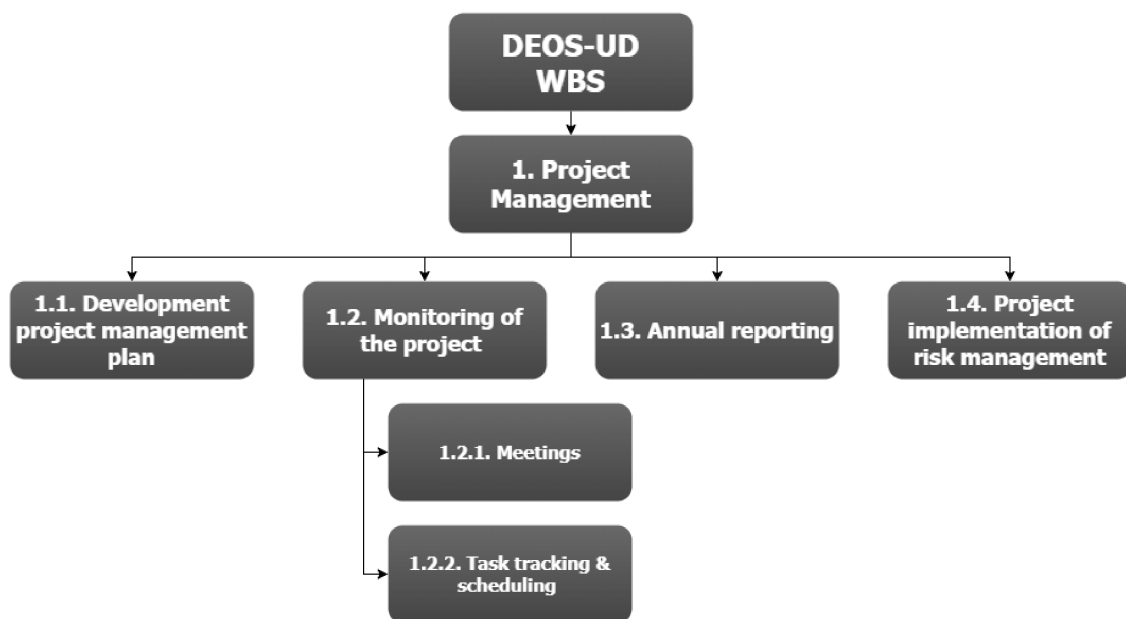 DEOS-UD
WBS
1. Project
Management
1.1. Development
project management
plan
1.2. Monitoring of
the project
1.3. Annual reporting
1.4. Project
implementation of
risk management
1.2.1. Meetings
1.2.2. Task tracking &
scheduling